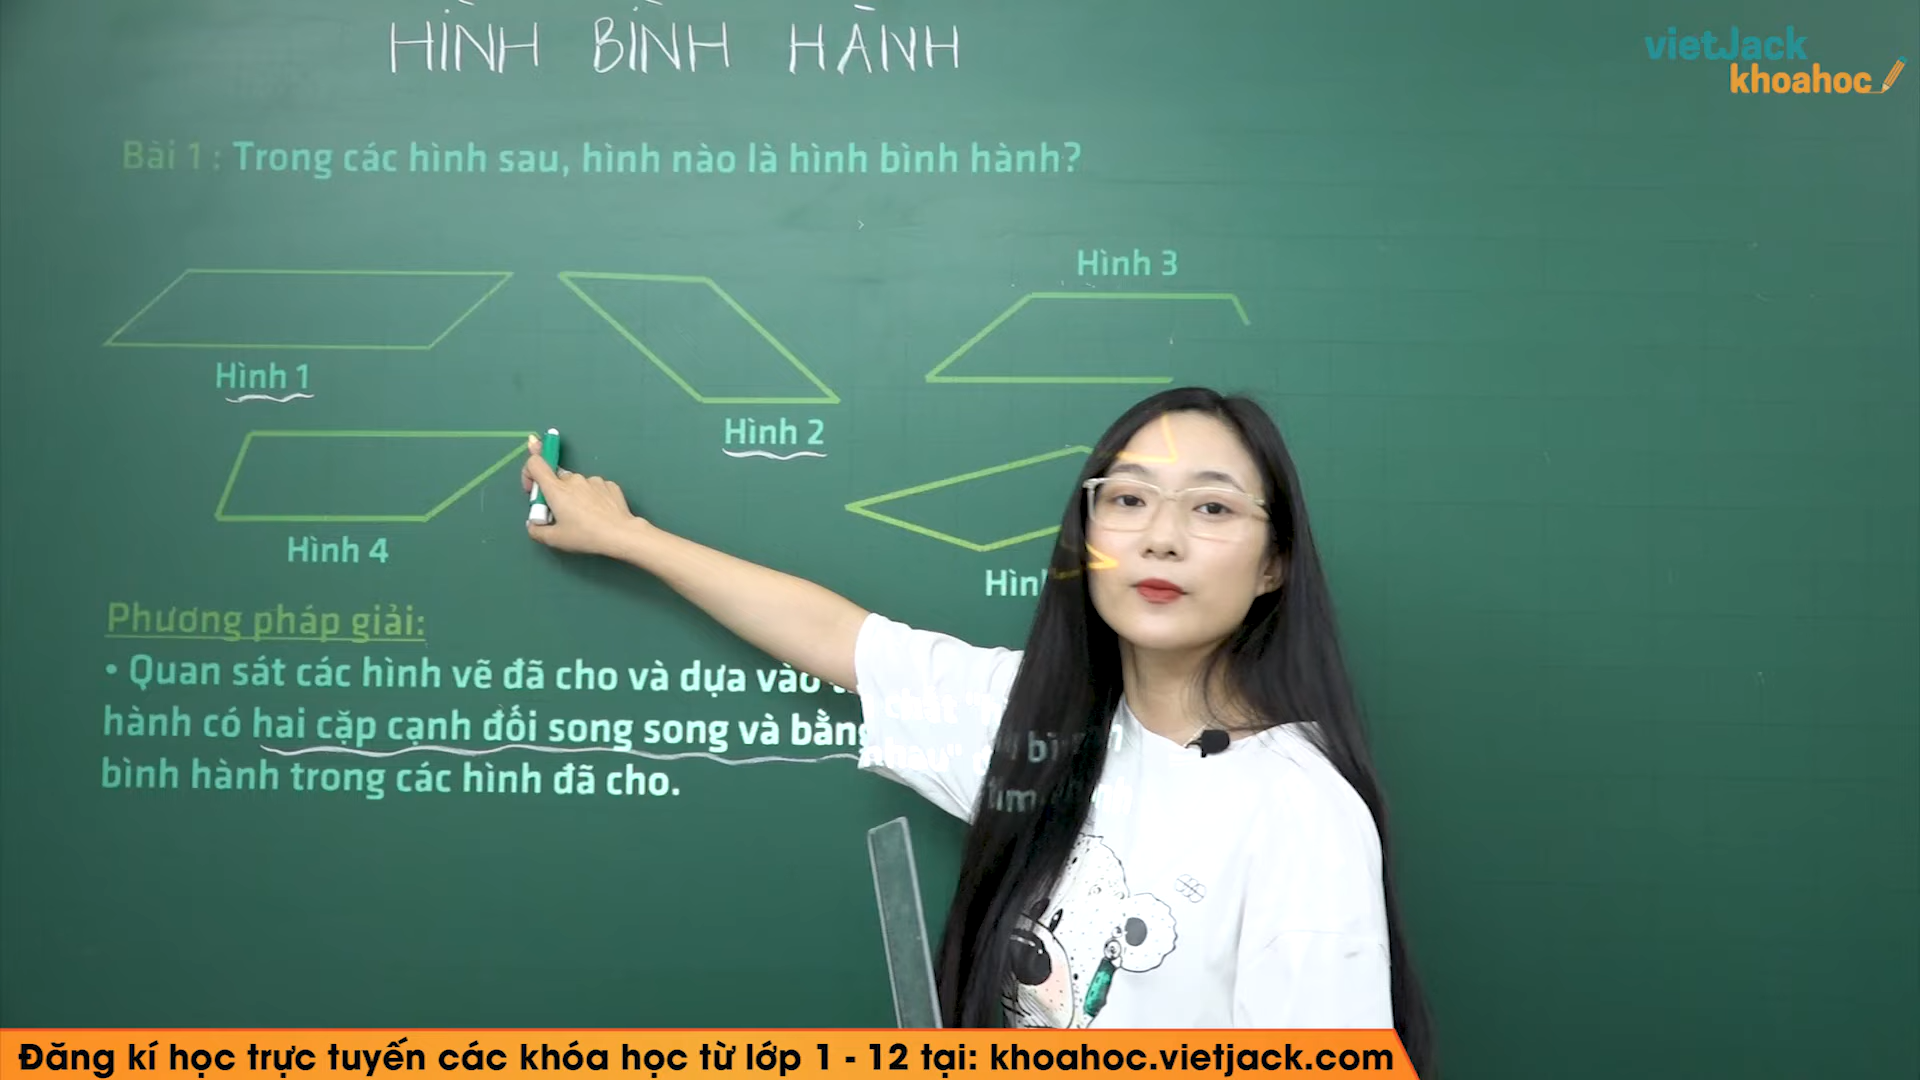 HÌNH BÌNH HÀNH
vietJack
khoahoc
Bài 1 : Trong các hình sau, hình nào là hình bình hành?
Hình 3
Hình 1
Hình 2
Hình 4
Hìn
Phương pháp giải:
• Quan sát các hình vẽ đã cho và dựa vào
hành có hai cặp cạnh đối song song và bằng nhau"
bình hành trong các hình đã cho.
Đăng kí học trực tuyến các khóa học từ lớp 1 - 12 tại: khoahoc.vietjack.com